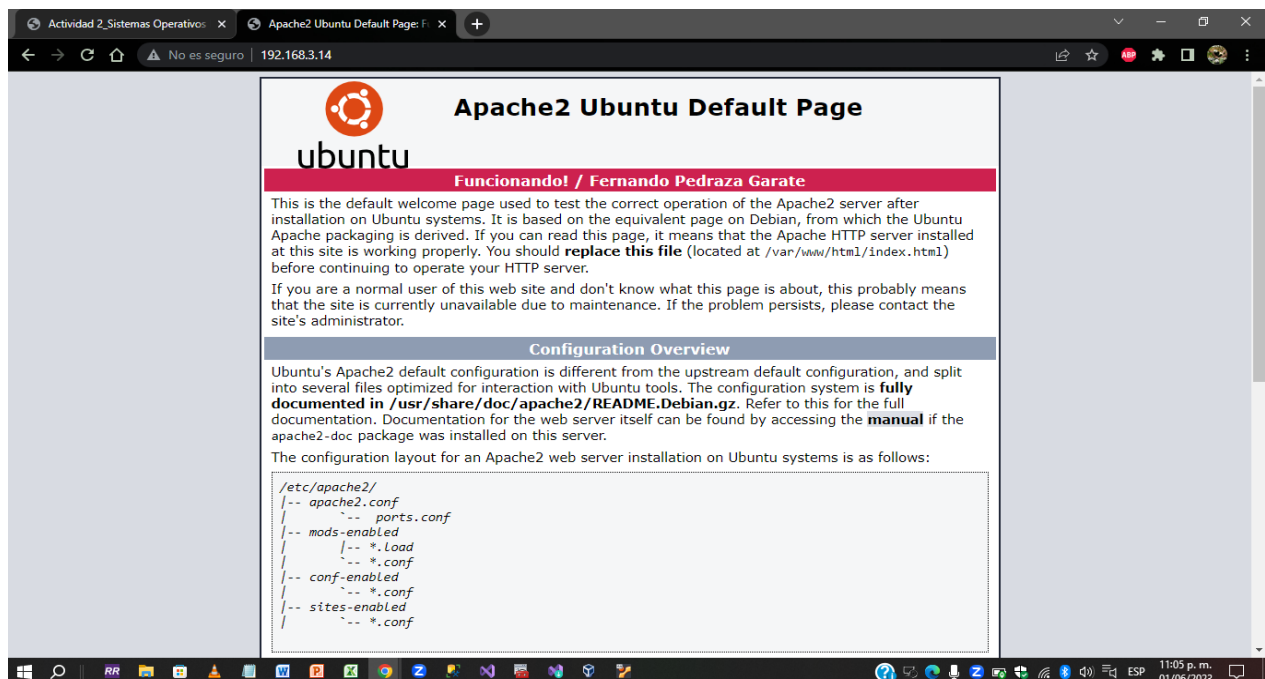 Actividad 2_Sistemas Operativos
Apache2 Ubuntu Default Page: F
No es seguro
192.168.3.14
ABP
Apache2 Ubuntu Default Page
ubuntu
Funcionando! / Fernando Pedraza Garate
This is the default welcome page used to test the correct operation of the Apache2 server after
installation on Ubuntu systems. It is based on the equivalent page on Debian, from which the Ubuntu
Apache packaging is derived. If you can read this page, it means that the Apache HTTP server installed
at this site is working properly. You should replace this file (located at /var/www/html/index.html)
before continuing to operate your HTTP server.
If you are a normal user of this web site and don't know what this page is about, this probably means
that the site is currently unavailable due to maintenance. If the problem persists, please contact the
site's administrator.
Configuration Overview
Ubuntu's Apache2 default configuration is different from the upstream default configuration, and split
into several files optimized for interaction with Ubuntu tools. The configuration system is fully
documented in /usr/share/doc/apache2/README.Debian.gz. Refer to this for the full
documentation. Documentation for the web server itself can be found by accessing the manual if the
apache2-doc package was installed on this server.
The configuration layout for an Apache2 web server installation on Ubuntu systems is as follows:
/etc/apache2/
|-- apache2.conf
|       `--  ports.conf
|-- mods-enabled
|       |-- *.load
|       `-- *.conf
|-- conf-enabled
|       `-- *.conf
|-- sites-enabled
|       `-- *.conf
RR
ESP
11:05 p. m.
01/06/2023